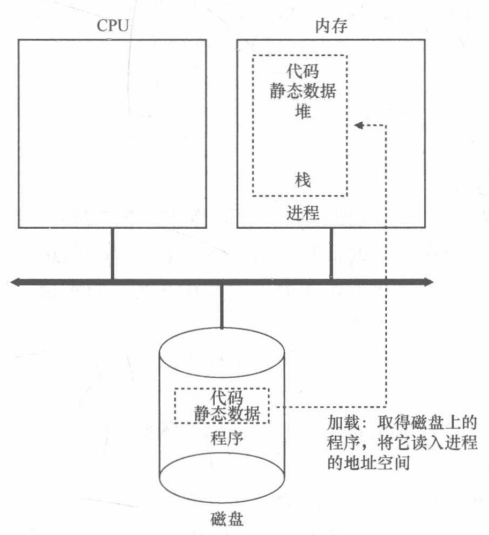 CPU
内存
代码
静态数据
堆
栈
进程
代码
静态数据
程序
加载：取得磁盘上的
程序，将它读入进程
的地址空间
磁盘